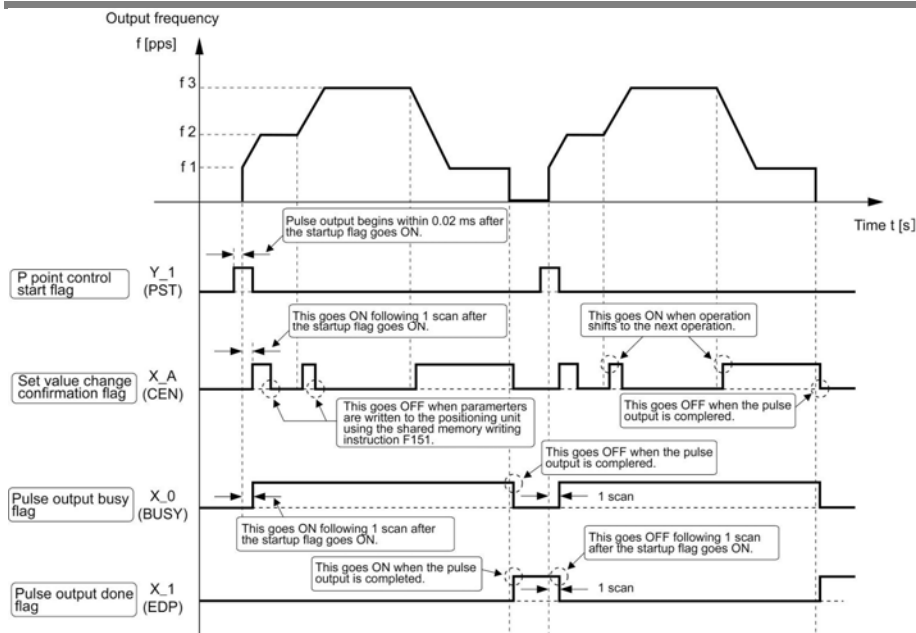 Output frequency
f [pps]
f 3
f 2
f 1
Time t [s]
Pulse output begins within 0.02 ms after
the startup flag goes ON.
P point control
start flag
Y_1
(PST)
This goes ON following 1 scan after
the startup flag goes ON.
This goes ON when operation
shifts to the next operation.
Set value change
confirmation flag
X_A
(CEN)
This goes OFF when paramerters
are written to the positioning unit
using the shared memory writing
instruction F151.
This goes OFF when the pulse
output is complered.
This goes OFF when the pulse
output is complered.
Pulse output busy
flag
X_0
(BUSY)
1 scan
This goes ON following 1 scan after
the startup flag goes ON.
This goes OFF following 1 scan
after the startup flag goes ON.
This goes ON when the pulse
output is completed.
Pulse output done
flag
X_1
(EDP)
1 scan